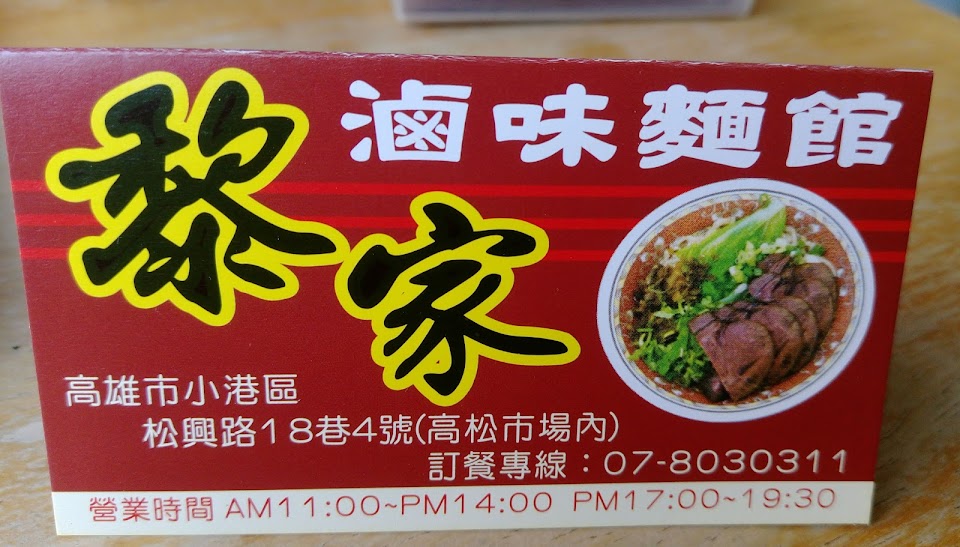 滷味麵館
黎家
高雄市小港區
松興路18巷4號(高松市場內)
訂餐專線：07-8030311
營業時間 AM11:00~PM14:00 PM17:00~19:30